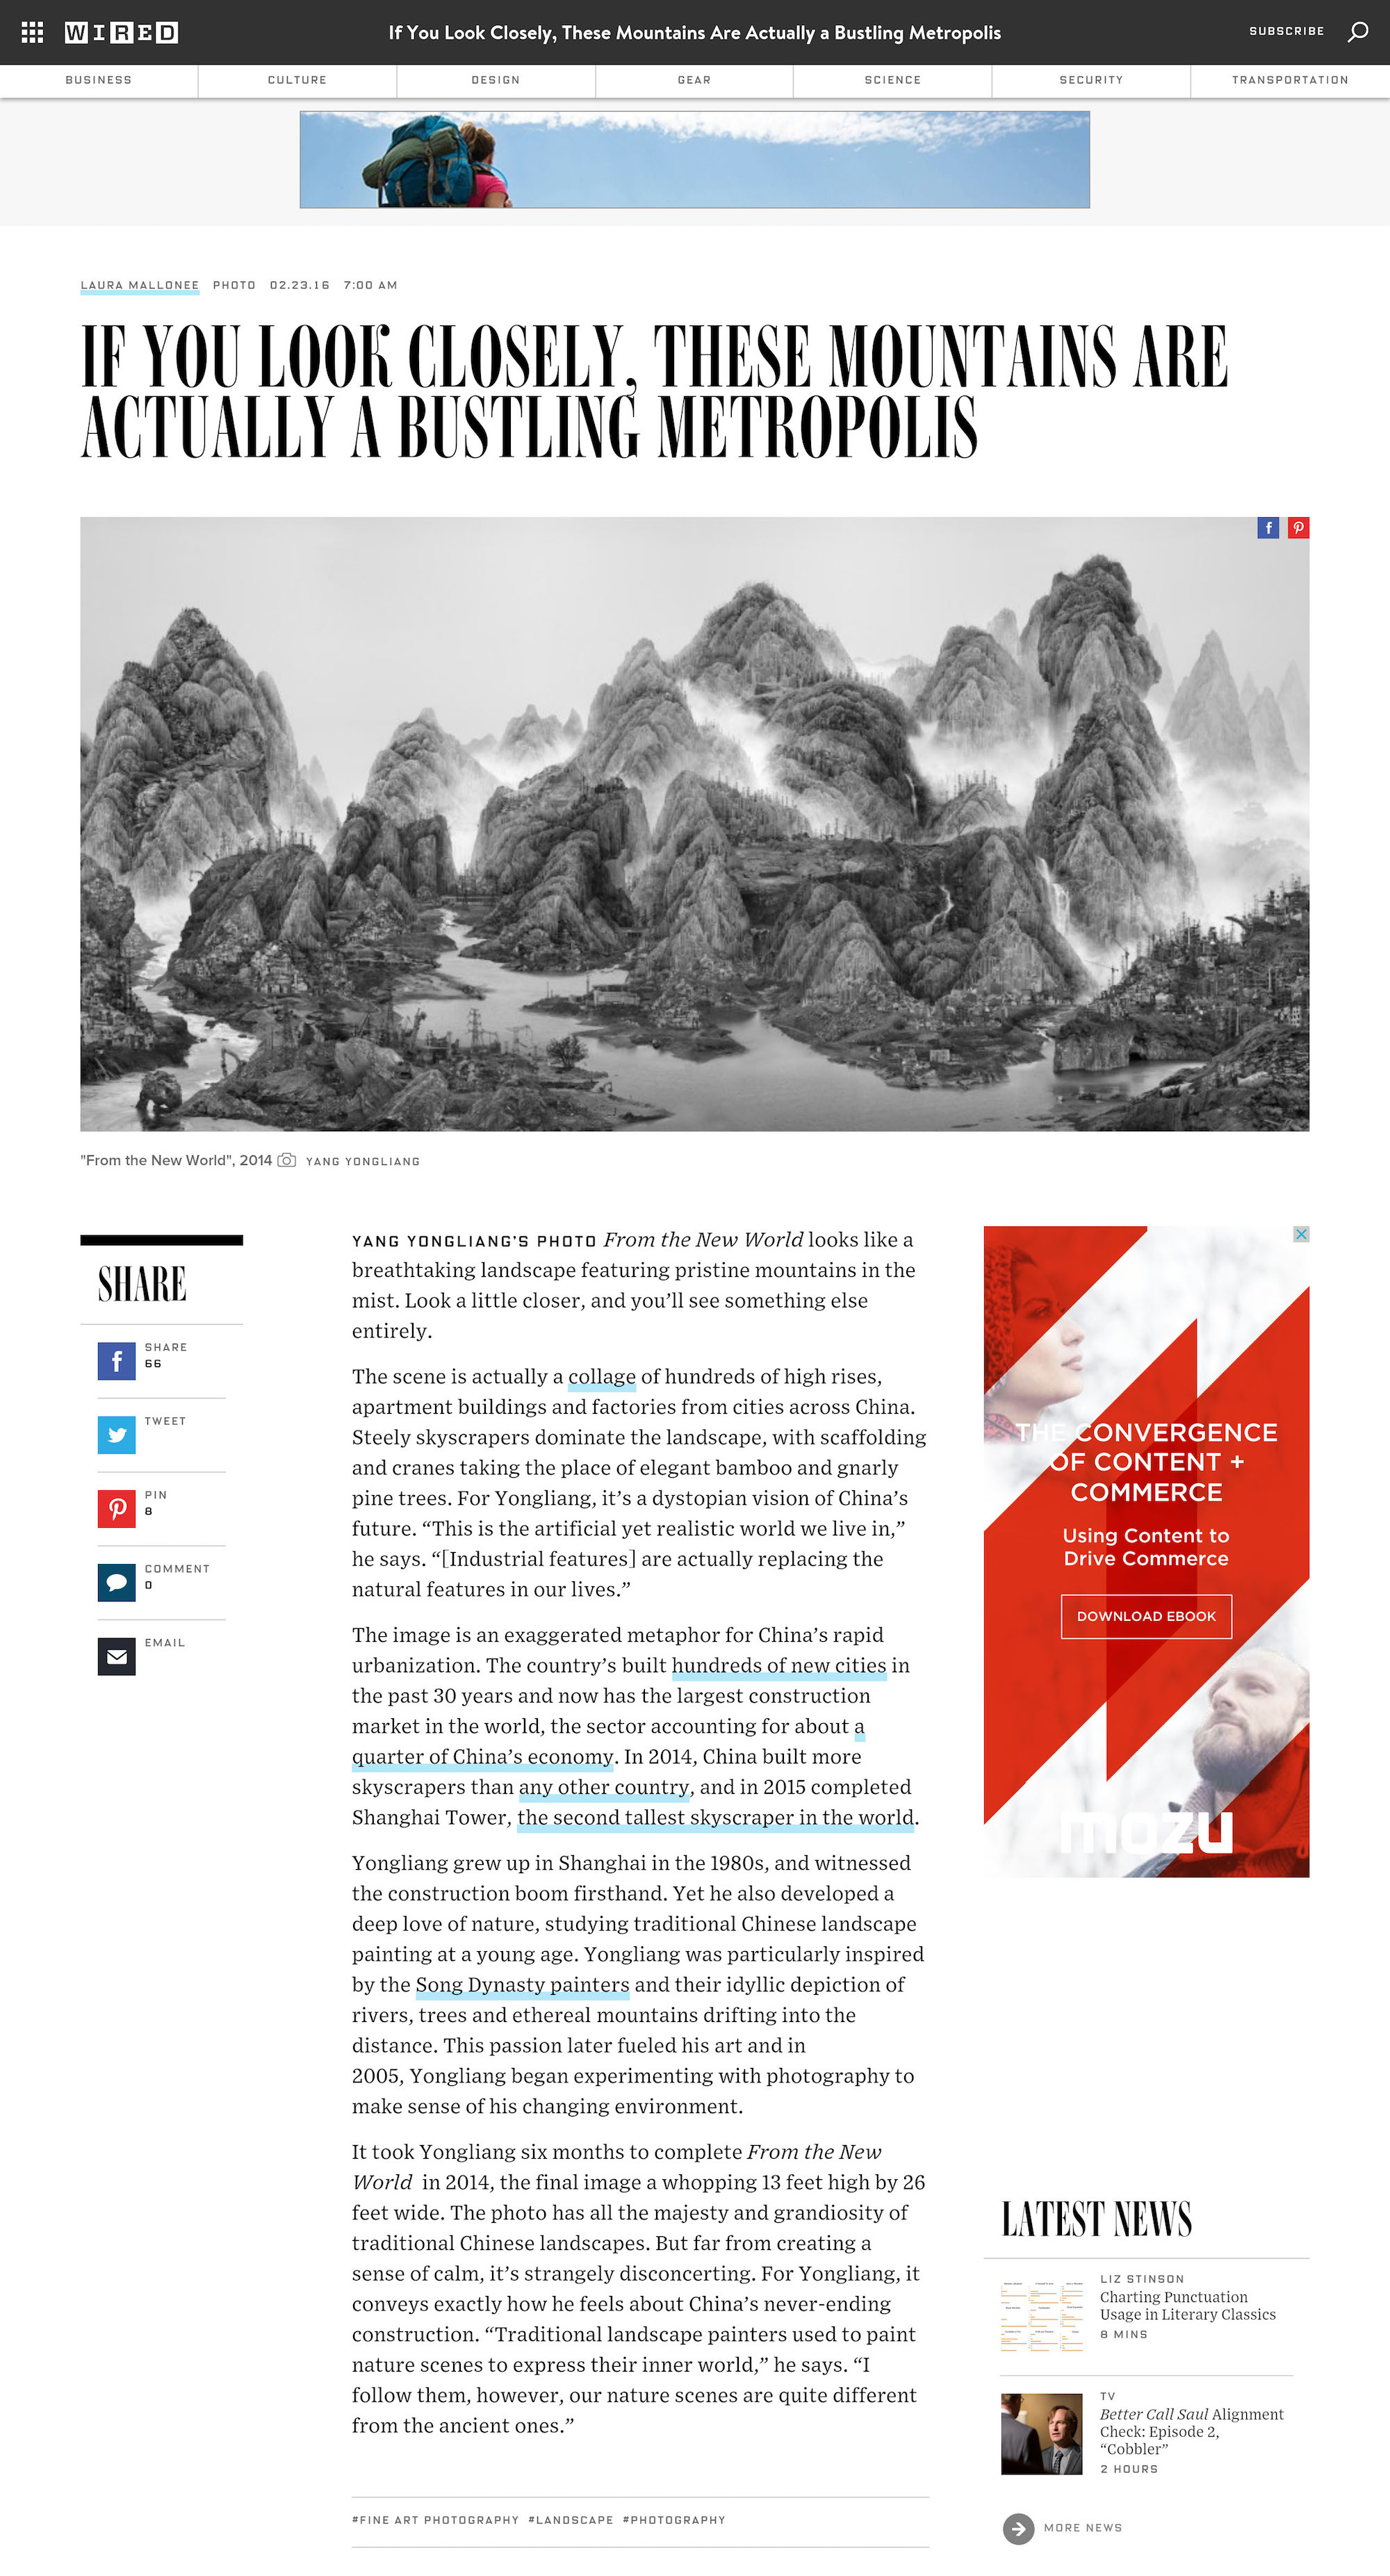 WIRED
If You Look Closely, These Mountains Are Actually a Bustling Metropolis
SUBSCRIBE
BUSINESS
CULTURE
DESIGN
GEAR
SCIENCE
SECURITY
TRANSPORTATION
LAURA MALLONEE PHOTO 02.23.16 7:00 AM
IF YOU LOOK CLOSELY, THESE MOUNTAINS ARE
ACTUALLY A BUSTLING METROPOLIS
"From the New World", 2014 YANG YONGLIANG
SHARE
SHARE
66
TWEET
PIN
8
COMMENT
0
EMAIL
YANG YONGLIANG’S PHOTO From the New World looks like a
breathtaking landscape featuring pristine mountains in the
mist. Look a little closer, and you’ll see something else
entirely.
The scene is actually a collage of hundreds of high rises,
apartment buildings and factories from cities across China.
Steely skyscrapers dominate the landscape, with scaffolding
and cranes taking the place of elegant bamboo and gnarly
pine trees. For Yongliang, it’s a dystopian vision of China’s
future. “This is the artificial yet realistic world we live in,”
he says. “[Industrial features] are actually replacing the
natural features in our lives.”
The image is an exaggerated metaphor for China’s rapid
urbanization. The country’s built hundreds of new cities in
the past 30 years and now has the largest construction
market in the world, the sector accounting for about a
quarter of China’s economy. In 2014, China built more
skyscrapers than any other country, and in 2015 completed
Shanghai Tower, the second tallest skyscraper in the world.
Yongliang grew up in Shanghai in the 1980s, and witnessed
the construction boom firsthand. Yet he also developed a
deep love of nature, studying traditional Chinese landscape
painting at a young age. Yongliang was particularly inspired
by the Song Dynasty painters and their idyllic depiction of
rivers, trees and ethereal mountains drifting into the
distance. This passion later fueled his art and in
2005, Yongliang began experimenting with photography to
make sense of his changing environment.
It took Yongliang six months to complete From the New
World in 2014, the final image a whopping 13 feet high by 26
feet wide. The photo has all the majesty and grandiosity of
traditional Chinese landscapes. But far from creating a
sense of calm, it’s strangely disconcerting. For Yongliang, it
conveys exactly how he feels about China’s never-ending
construction. “Traditional landscape painters used to paint
nature scenes to express their inner world,” he says. “I
follow them, however, our nature scenes are quite different
from the ancient ones.”
#FINE ART PHOTOGRAPHY #LANDSCAPE #PHOTOGRAPHY
THE CONVERGENCE
OF CONTENT +
COMMERCE
Using Content to
Drive Commerce
DOWNLOAD EBOOK
mozu
LATEST NEWS
LIZ STINSON
Charting Punctuation
Usage in Literary Classics
8 MINS
TV
Better Call Saul Alignment
Check: Episode 2,
“Cobbler”
2 HOURS
MORE NEWS